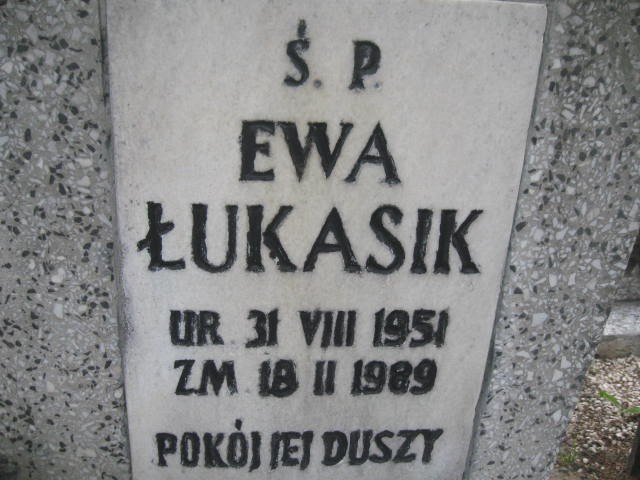 Ś. P.
EWA
ŁUKASIK
UR 31 VIII 1951
ZM 18 II 1989
POKÓJ JEJ DUSZY